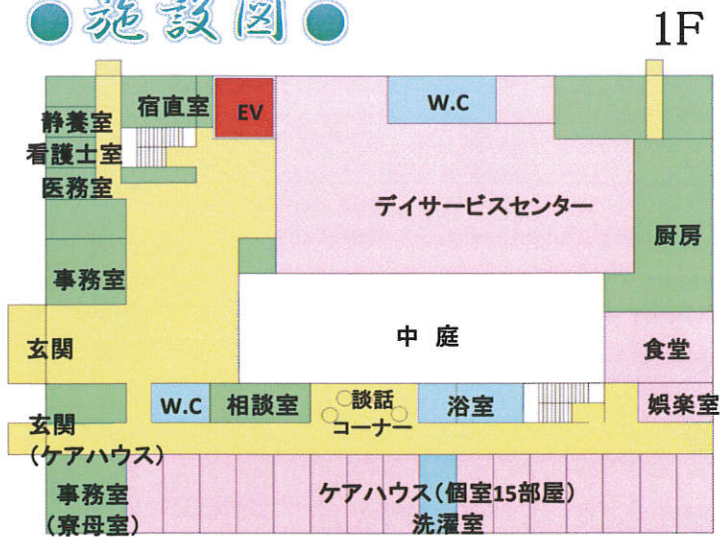 ●施設図●
1F
宿直室
EV
W.C
静養室
看護士室
医務室
デイサービスセンター
厨房
事務室
中 庭
玄関
食堂
W.C
相談室
談話
コーナー
浴室
娯楽室
玄関
(ケアハウス)
事務室
(寮母室)
ケアハウス(個室15部屋)
洗濯室